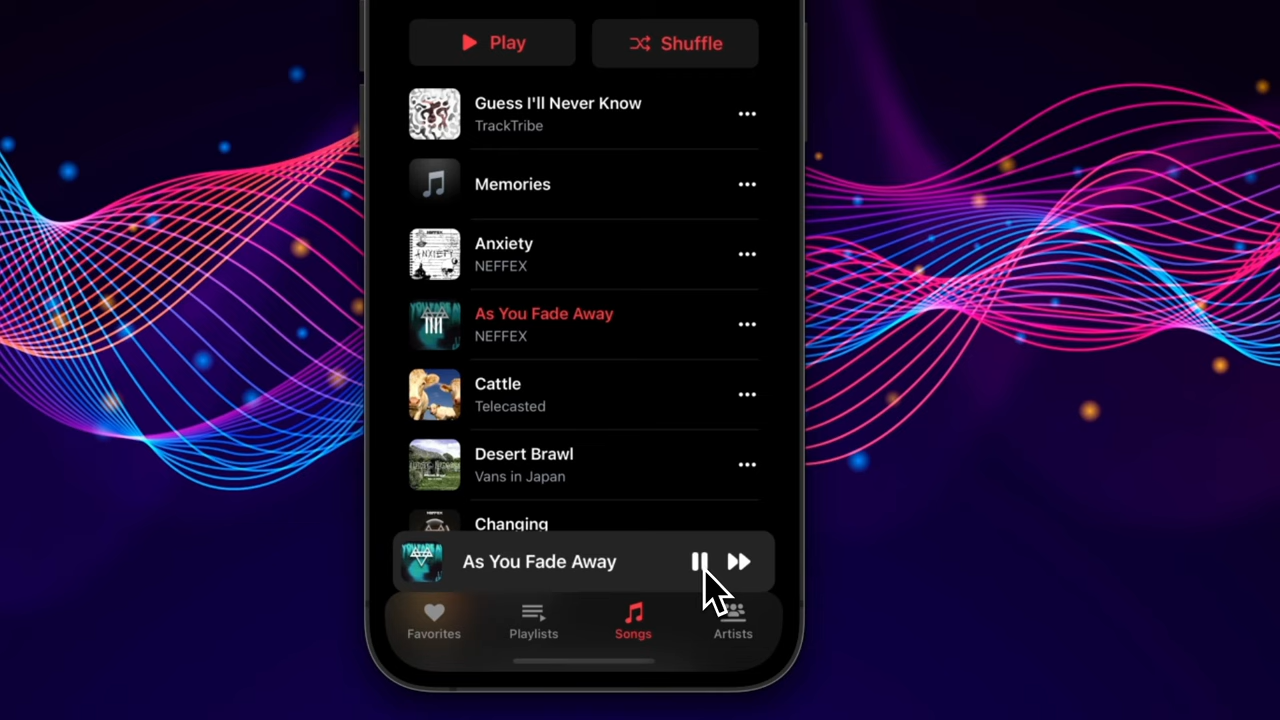 Play
Shuffle
Guess I'll Never Know
TrackTribe
Memories
Anxiety
NEFFEX
ANXIETY
As You Fade Away
NEFFEX
Cattle
Telecasted
Desert Brawl
Vans in Japan
Changing
As You Fade Away
Favorites
Playlists
Songs
Artists